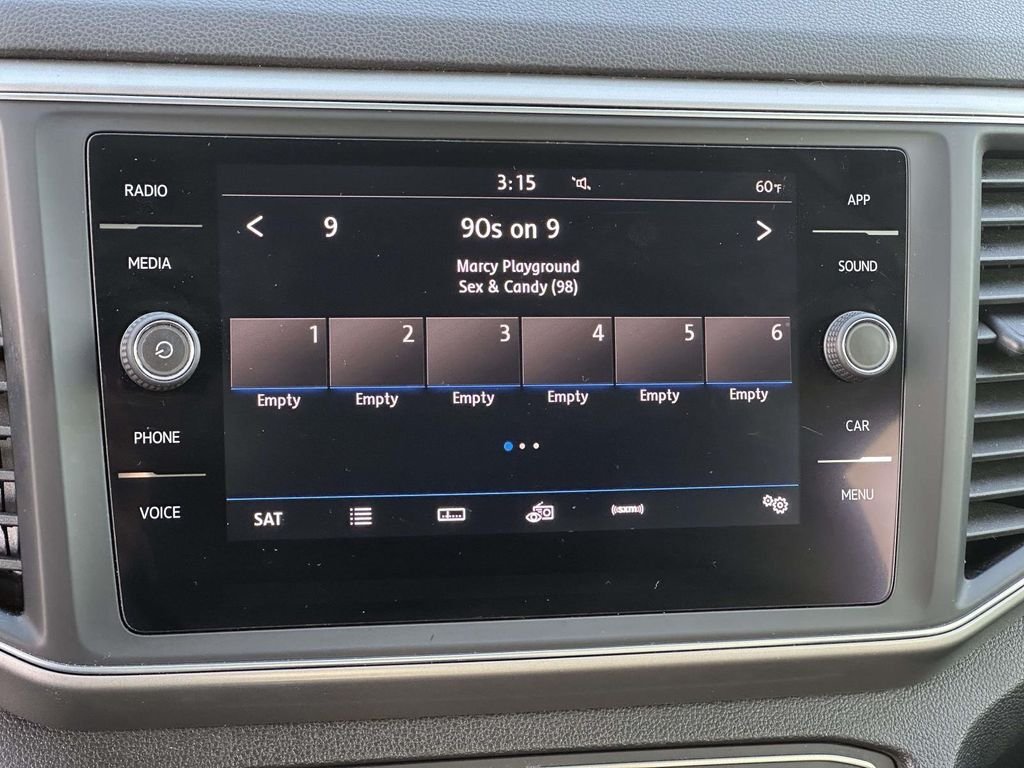 RADIO
MEDIA
PHONE
VOICE
3:15
60°F
9
90s on 9
Marcy Playground
Sex & Candy (98)
1 2 3 4 5 6
Empty Empty Empty Empty Empty Empty
SAT
((sxm))
APP
SOUND
CAR
MENU